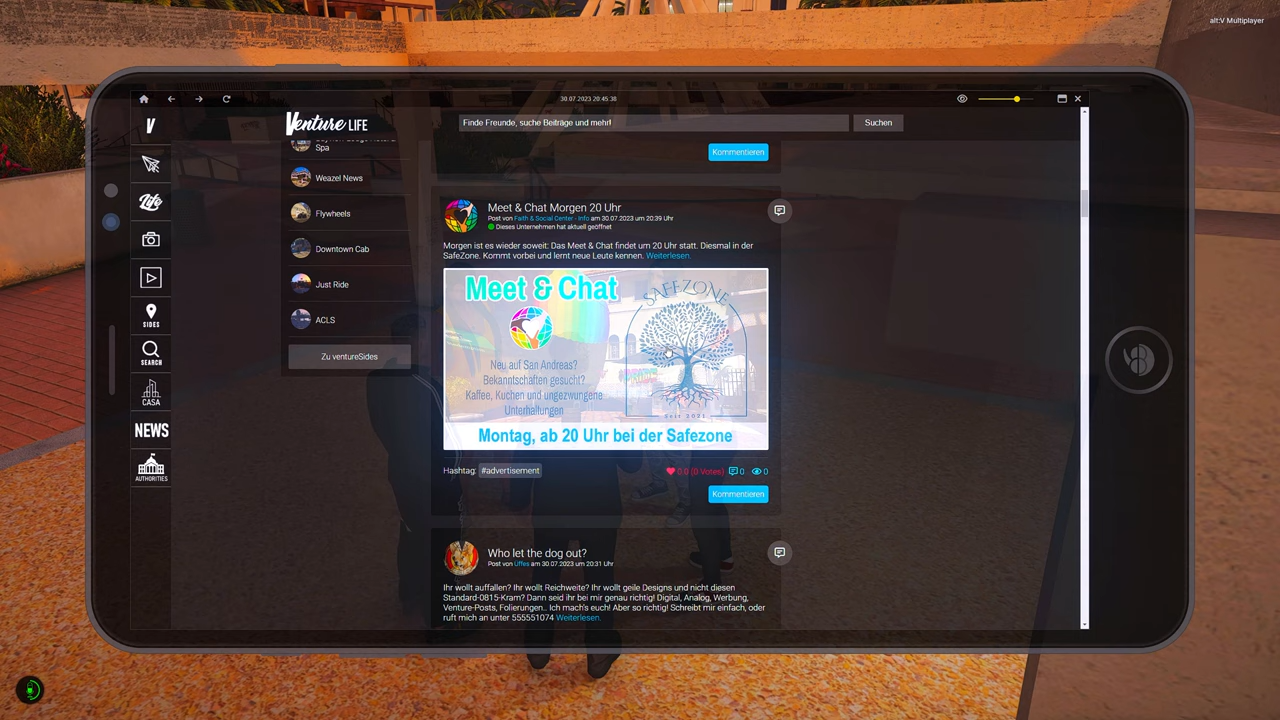 alt:V Multiplayer
30.07.2023 20:45:38
V
Venture LIFE
Finde Freunde, suche Beiträge und mehr!
Suchen
Spa
Kommentieren
Weazel News
Flywheels
Downtown Cab
Just Ride
ACLS
Zu ventureSides
Life
SIDES
SEARCH
CASA
NEWS
AUTHORITIES
Meet & Chat Morgen 20 Uhr
Post von Faith & Social Center - Info am 30.07.2023 um 20:39 Uhr
Dieses Unternehmen hat aktuell geöffnet
Morgen ist es wieder soweit: Das Meet & Chat findet um 20 Uhr statt. Diesmal in der
SafeZone. Kommt vorbei und lernt neue Leute kennen. Weiterlesen.
Meet & Chat
SAFEZONE
Neu auf San Andreas?
Bekanntschaften gesucht?
Kaffee, Kuchen und ungezwungene
Unterhaltungen
Seit 2021
Montag, ab 20 Uhr bei der Safezone
Hashtag: #advertisement
0.0 (0 Votes) 0 0
Kommentieren
Who let the dog out?
Post von Uffes am 30.07.2023 um 20:31 Uhr
Ihr wollt auffallen? Ihr wollt Reichweite? Ihr wollt geile Designs und nicht diesen
Standard-0815-Kram? Dann seid ihr bei mir genau richtig! Digital, Analog, Werbung,
Venture-Posts, Folierungen... Ich mach's euch! Aber so richtig! Schreibt mir einfach, oder
ruft mich an unter 555551074 Weiterlesen.